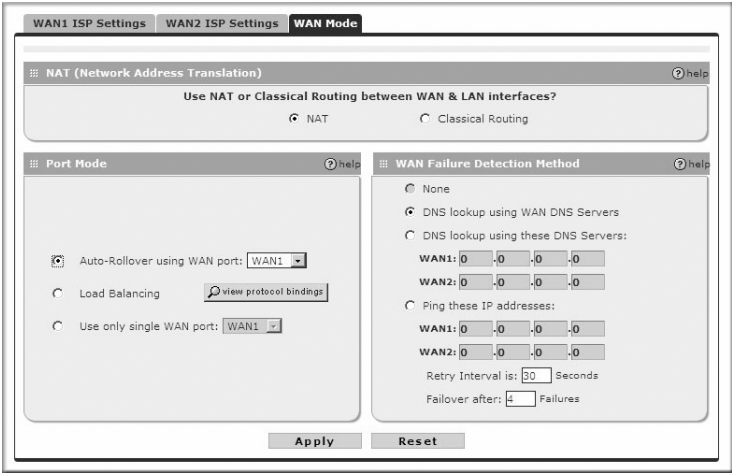 WAN1 ISP Settings WAN2 ISP Settings WAN Mode
NAT (Network Address Translation) ? help
Use NAT or Classical Routing between WAN & LAN interfaces?
NAT Classical Routing
Port Mode ? help
Auto-Rollover using WAN port: WAN1
Load Balancing view protocol bindings
Use only single WAN port: WAN1
WAN Failure Detection Method ? help
None
DNS lookup using WAN DNS Servers
DNS lookup using these DNS Servers:
WAN1: 0 .0 .0 .0
WAN2: 0 .0 .0 .0
Ping these IP addresses:
WAN1: 0 .0 .0 .0
WAN2: 0 .0 .0 .0
Retry Interval is: 30 Seconds
Failover after: 4 Failures
Apply Reset